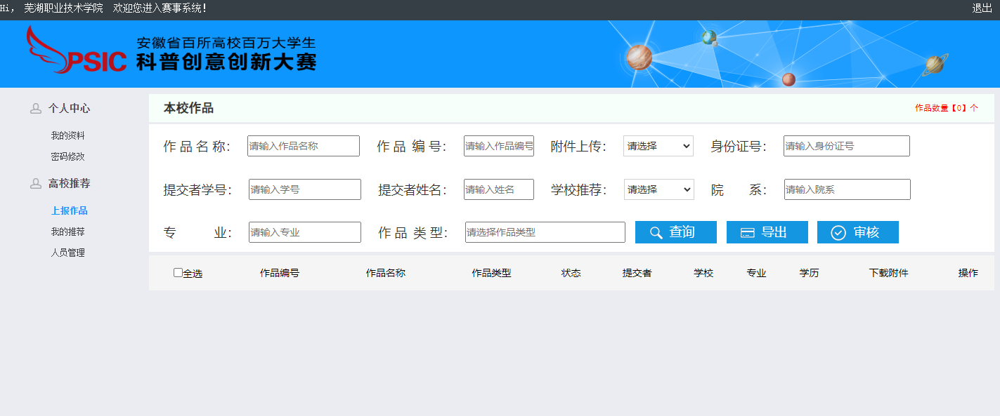 Hi, 芜湖职业技术学院 欢迎您进入赛事系统! 退出
PSIC
安徽省百所高校百万大学生
科普创意创新大赛
个人中心
我的资料
密码修改
高校推荐
上报作品
我的推荐
人员管理
本校作品 作品数量【0】个
作 品 名 称: 请输入作品名称 作 品 编 号: 请输入作品编号 附件上传: 请选择 身份证号: 请输入身份证号
提交者学号: 请输入学号 提交者姓名: 请输入姓名 学校推荐: 请选择 院 系: 请输入院系
专 业: 请输入专业 作 品 类 型: 请选择作品类型 查询 导出 审核
全选 作品编号 作品名称 作品类型 状态 提交者 学校 专业 学历 下载附件 操作